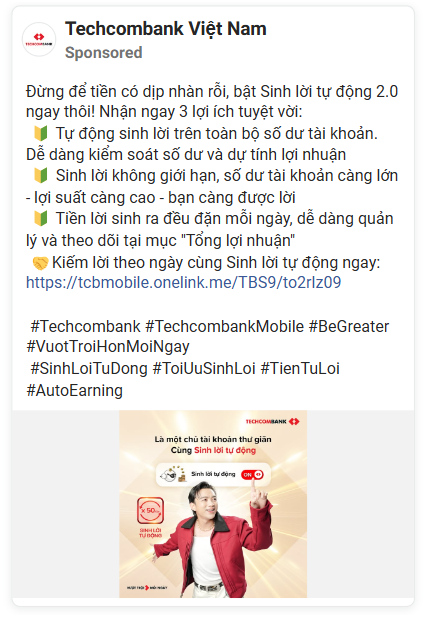 TECHCOMBANK
Techcombank Việt Nam
Sponsored
Đừng để tiền có dịp nhàn rỗi, bật Sinh lời tự động 2.0
ngay thôi! Nhận ngay 3 lợi ích tuyệt vời:
🔰 Tự động sinh lời trên toàn bộ số dư tài khoản.
Dễ dàng kiểm soát số dư và dự tính lợi nhuận
🔰 Sinh lời không giới hạn, số dư tài khoản càng lớn
- lợi suất càng cao - bạn càng được lời
🔰 Tiền lời sinh ra đều đặn mỗi ngày, dễ dàng quản
lý và theo dõi tại mục "Tổng lợi nhuận"
🤝Kiếm lời theo ngày cùng Sinh lời tự động ngay:
https://tcbmobile.onelink.me/TBS9/to2rlz09
#Techcombank #TechcombankMobile #BeGreater
#VuotTroiHonMoiNgay
#SinhLoiTuDong #ToiUuSinhLoi #TienTuLoi
#AutoEarning
TECHCOMBANK
Là một chủ tài khoản thư giãn
Cùng Sinh lời tự động
Sinh lời tự động
ON
SINH LỜI
TỰ ĐỘNG